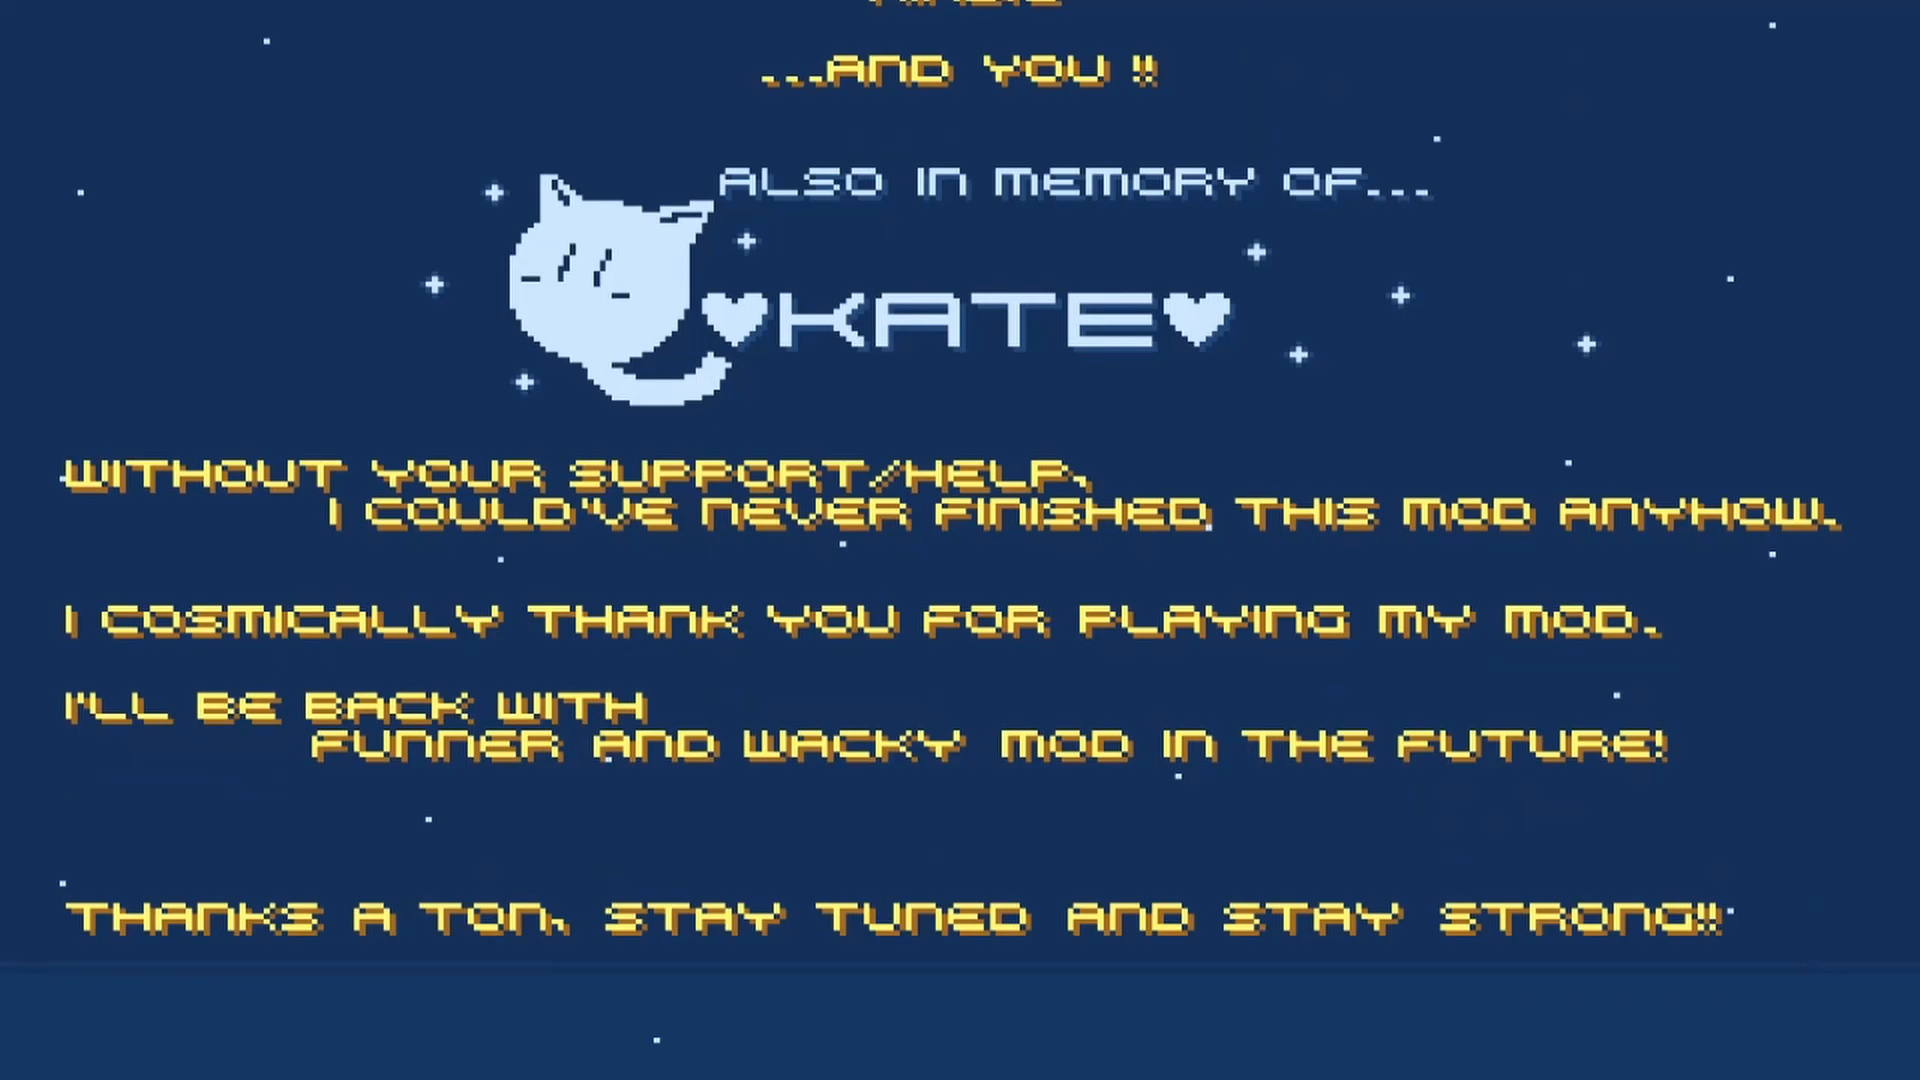 ...AND YOU !!
ALSO IN MEMORY OF...
♥KATE♥
WITHOUT YOUR SUPPORT/HELP,
I COULD'VE NEVER FINISHED THIS MOD ANYHOW.
I COSMICALLY THANK YOU FOR PLAYING MY MOD.
I'LL BE BACK WITH
FUNNER AND WACKY MOD IN THE FUTURE!
THANKS A TON, STAY TUNED AND STAY STRONG!!